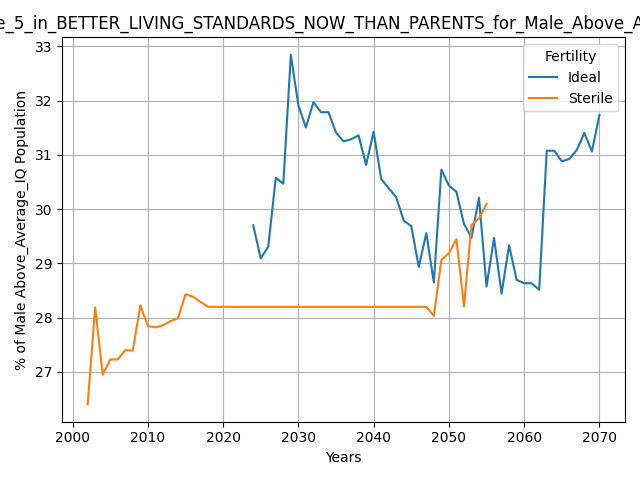 e_5_in_BETTER_LIVING_STANDARDS_NOW_THAN_PARENTS_for_Male_Above_A
Fertility
Ideal
Sterile
% of Male Above_Average_IQ Population
33
32
31
30
29
28
27
2000 2010 2020 2030 2040 2050 2060 2070
Years